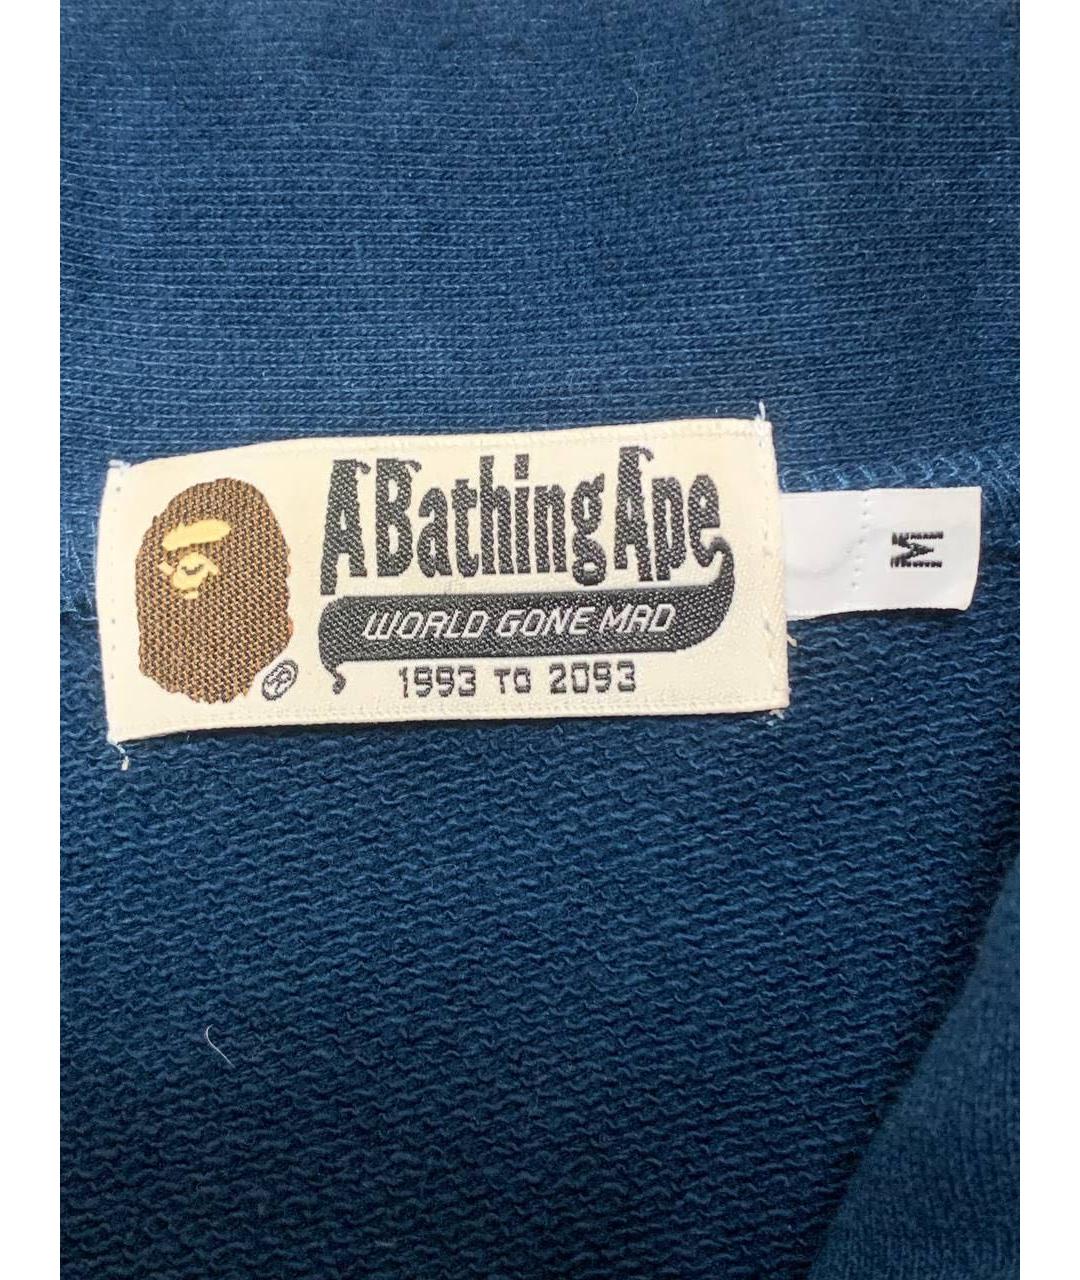 A Bathing Ape
WORLD GONE MAD
1993 TO 2093
®
M